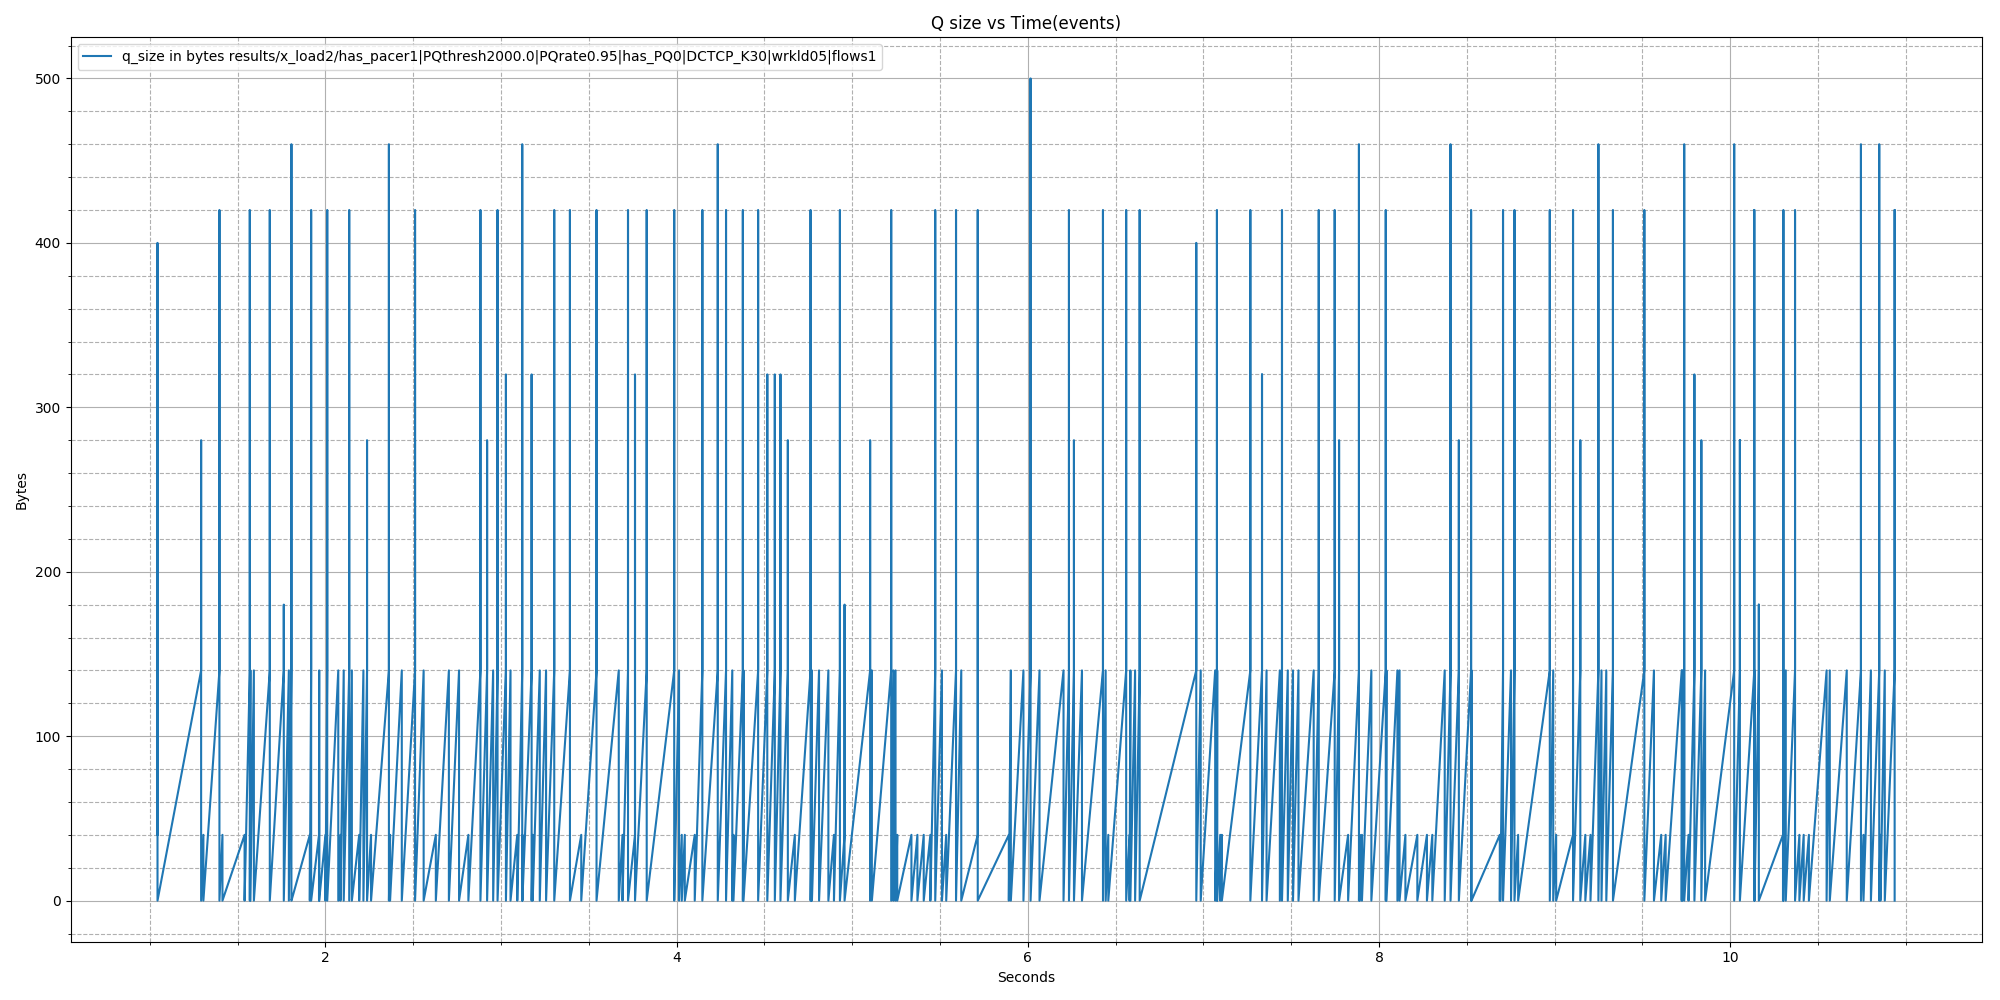 Q size vs Time(events)
q_size in bytes results/x_load2/has_pacer1|PQthresh2000.0|PQrate0.95|has_PQ0|DCTCP_K30|wrkld05|flows1
500
400
300
200
100
0
Bytes
2 4 6 8 10
Seconds